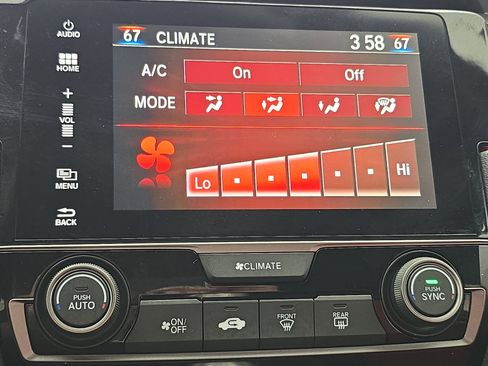 AUDIO
67 CLIMATE 3 58 67
HOME
A/C On Off
+
VOL
−
MODE
MENU
Lo Hi
BACK
CLIMATE
PUSH
AUTO
ON/
OFF
FRONT
REAR
PUSH
SYNC